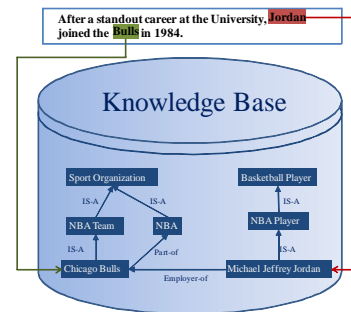 After a standout career at the University, Jordan
joined the Bulls in 1984.
Knowledge Base
Sport Organization
Basketball Player
IS-A
IS-A
IS-A
NBA Team
NBA
NBA Player
IS-A
Part-of
IS-A
Chicago Bulls
Michael Jeffrey Jordan
Employer-of